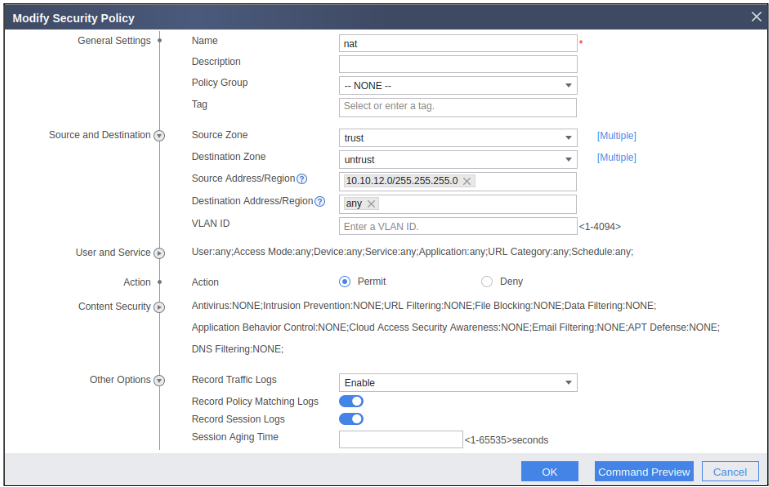 Modify Security Policy
General Settings Name nat *
Description
Policy Group -- NONE --
Tag Select or enter a tag.
Source and Destination Source Zone trust [Multiple]
Destination Zone untrust [Multiple]
Source Address/Region 10.10.12.0/255.255.255.0
Destination Address/Region any
VLAN ID Enter a VLAN ID. <1-4094>
User and Service User:any;Access Mode:any;Device:any;Service:any;Application:any;URL Category:any;Schedule:any;
Action Action Permit Deny
Content Security Antivirus:NONE;Intrusion Prevention:NONE;URL Filtering:NONE;File Blocking:NONE;Data Filtering:NONE;
Application Behavior Control:NONE;Cloud Access Security Awareness:NONE;Email Filtering:NONE;APT Defense:NONE;
DNS Filtering:NONE;
Other Options Record Traffic Logs Enable
Record Policy Matching Logs
Record Session Logs
Session Aging Time <1-65535>seconds
OK Command Preview Cancel